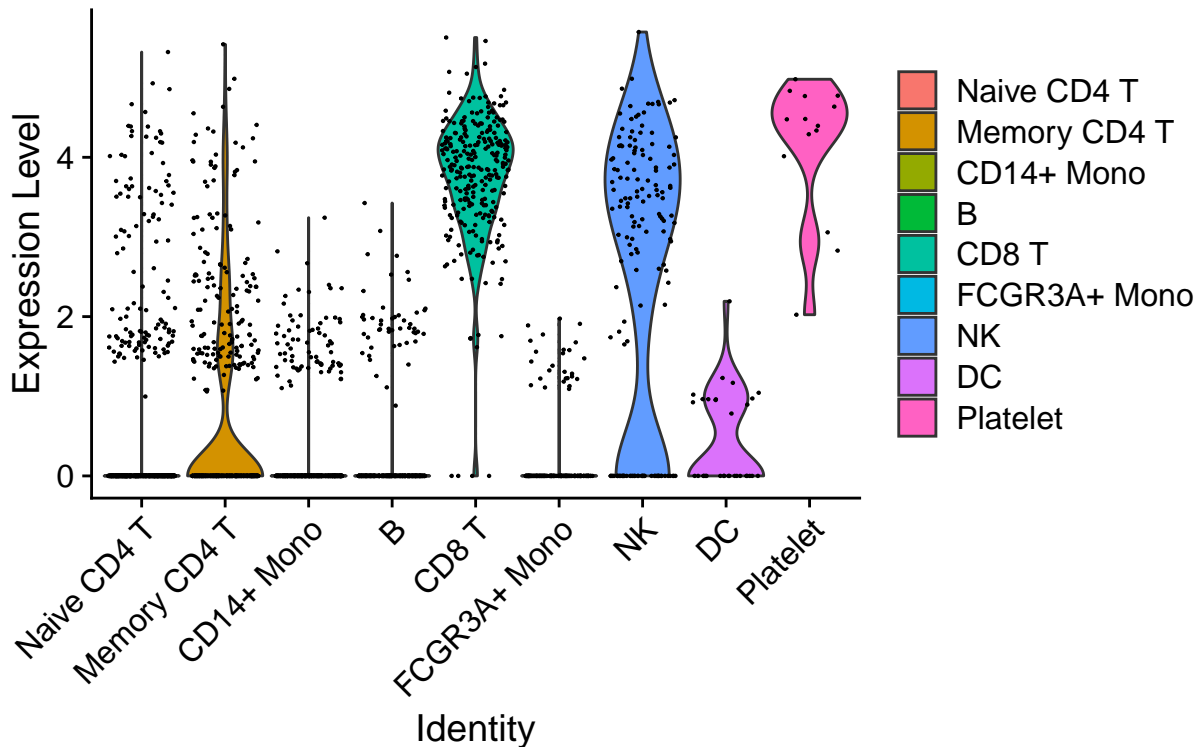 Expression Level
4
2
0
Naive CD4 T
Memory CD4 T
CD14+ Mono
B
CD8 T
FCGR3A+ Mono
NK
DC
Platelet
Identity
Naive CD4 T
Memory CD4 T
CD14+ Mono
B
CD8 T
FCGR3A+ Mono
NK
DC
Platelet